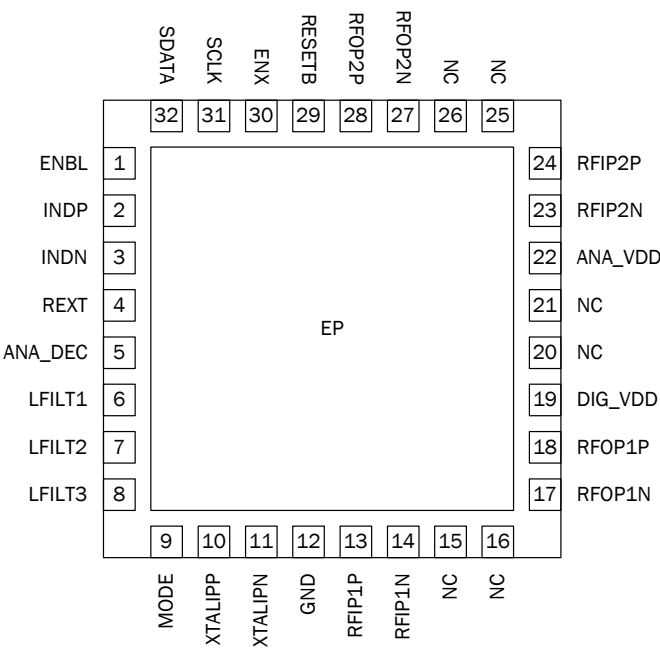 SDATA
SCLK
ENX
RESETB
RFOP2P
RFOP2N
NC
NC
32 31 30 29 28 27 26 25
ENBL 1
24 RFIP2P
INDP 2
23 RFIP2N
INDN 3
22 ANA_VDD
REXT 4
21 NC
EP
ANA_DEC 5
20 NC
LFILT1 6
19 DIG_VDD
LFILT2 7
18 RFOP1P
LFILT3 8
17 RFOP1N
9 10 11 12 13 14 15 16
MODE
XTALIPP
XTALIPN
GND
RFIP1P
RFIP1N
NC
NC